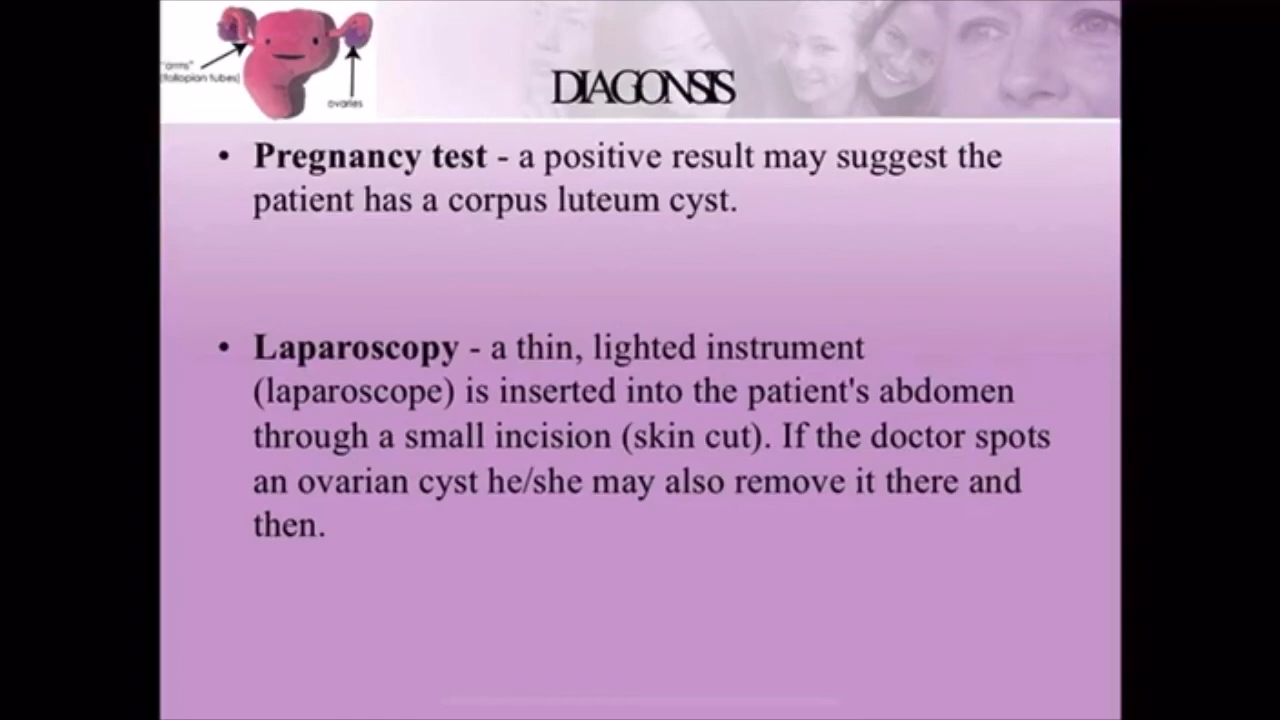 "arms"
(fallopian tubes)
ovaries
DIAGONSIS
• Pregnancy test - a positive result may suggest the
patient has a corpus luteum cyst.
• Laparoscopy - a thin, lighted instrument
(laparoscope) is inserted into the patient's abdomen
through a small incision (skin cut). If the doctor spots
an ovarian cyst he/she may also remove it there and
then.